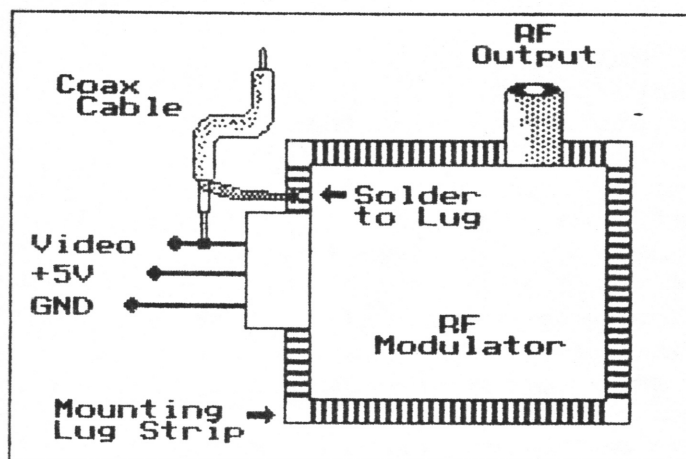 RF
Output
Coax
Cable
Solder
to Lug
Video
+5V
GND
RF
Modulator
Mounting
Lug Strip